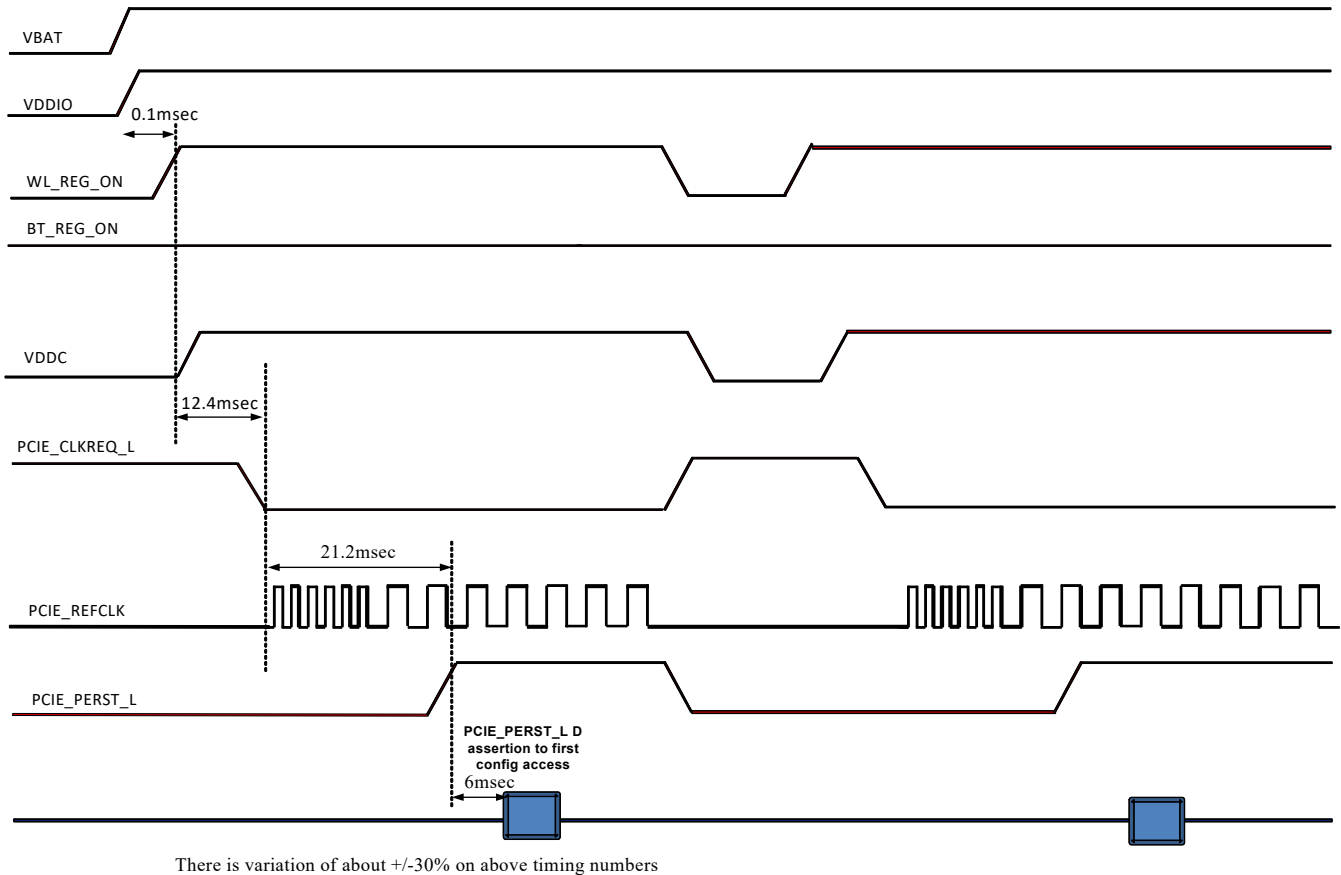 VBAT
VDDIO
0.1msec
WL_REG_ON
BT_REG_ON
VDDC
12.4msec
PCIE_CLKREQ_L
21.2msec
PCIE_REFCLK
PCIE_PERST_L
PCIE_PERST_L D
assertion to first
config access
6msec
There is variation of about +/-30% on above timing numbers